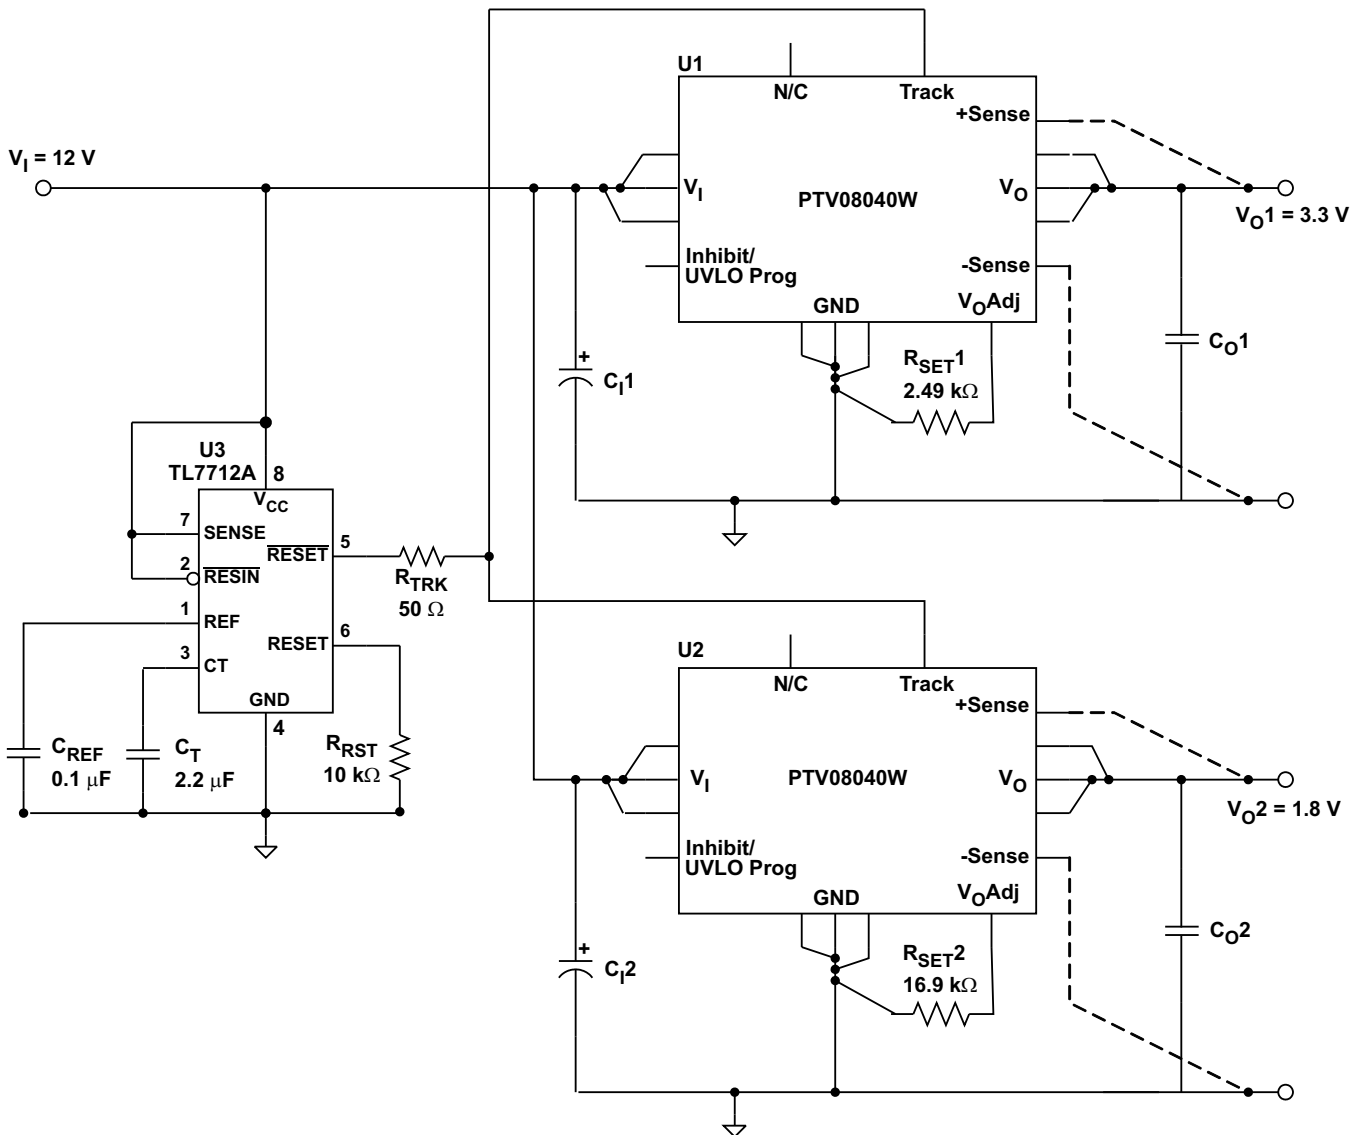 U1
N/C
Track
+Sense
V_I = 12 V
V_I
PTV08040W
V_O
V_O1 = 3.3 V
Inhibit/
UVLO Prog
-Sense
GND
V_OAdj
C_O1
+
C_I1
R_SET1
2.49 kΩ
U3
TL7712A
8
V_CC
7
SENSE
RESET
5
2
RESIN
R_TRK
50 Ω
1
REF
RESET
6
3
CT
GND
4
C_REF
0.1 μF
C_T
2.2 μF
R_RST
10 kΩ
U2
N/C
Track
+Sense
V_I
PTV08040W
V_O
V_O2 = 1.8 V
Inhibit/
UVLO Prog
-Sense
GND
V_OAdj
C_O2
+
C_I2
R_SET2
16.9 kΩ